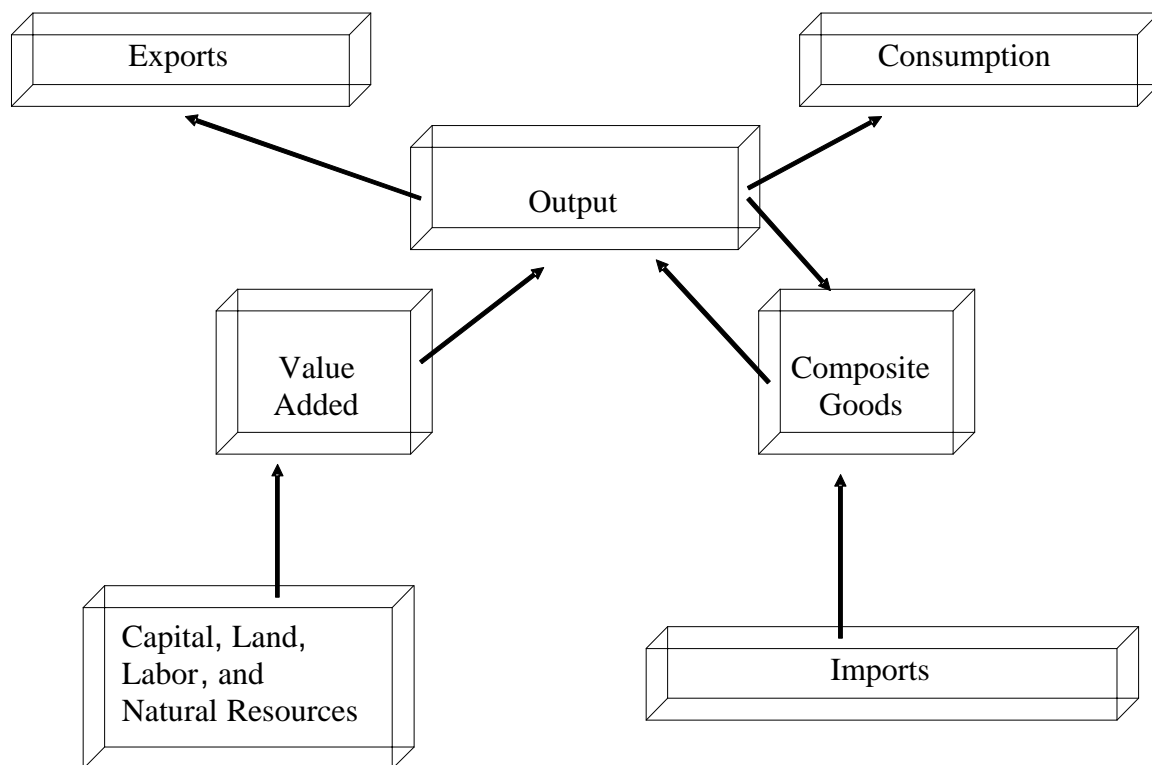 Exports
Consumption
Output
Value
Added
Composite
Goods
Capital, Land,
Labor, and
Natural Resources
Imports